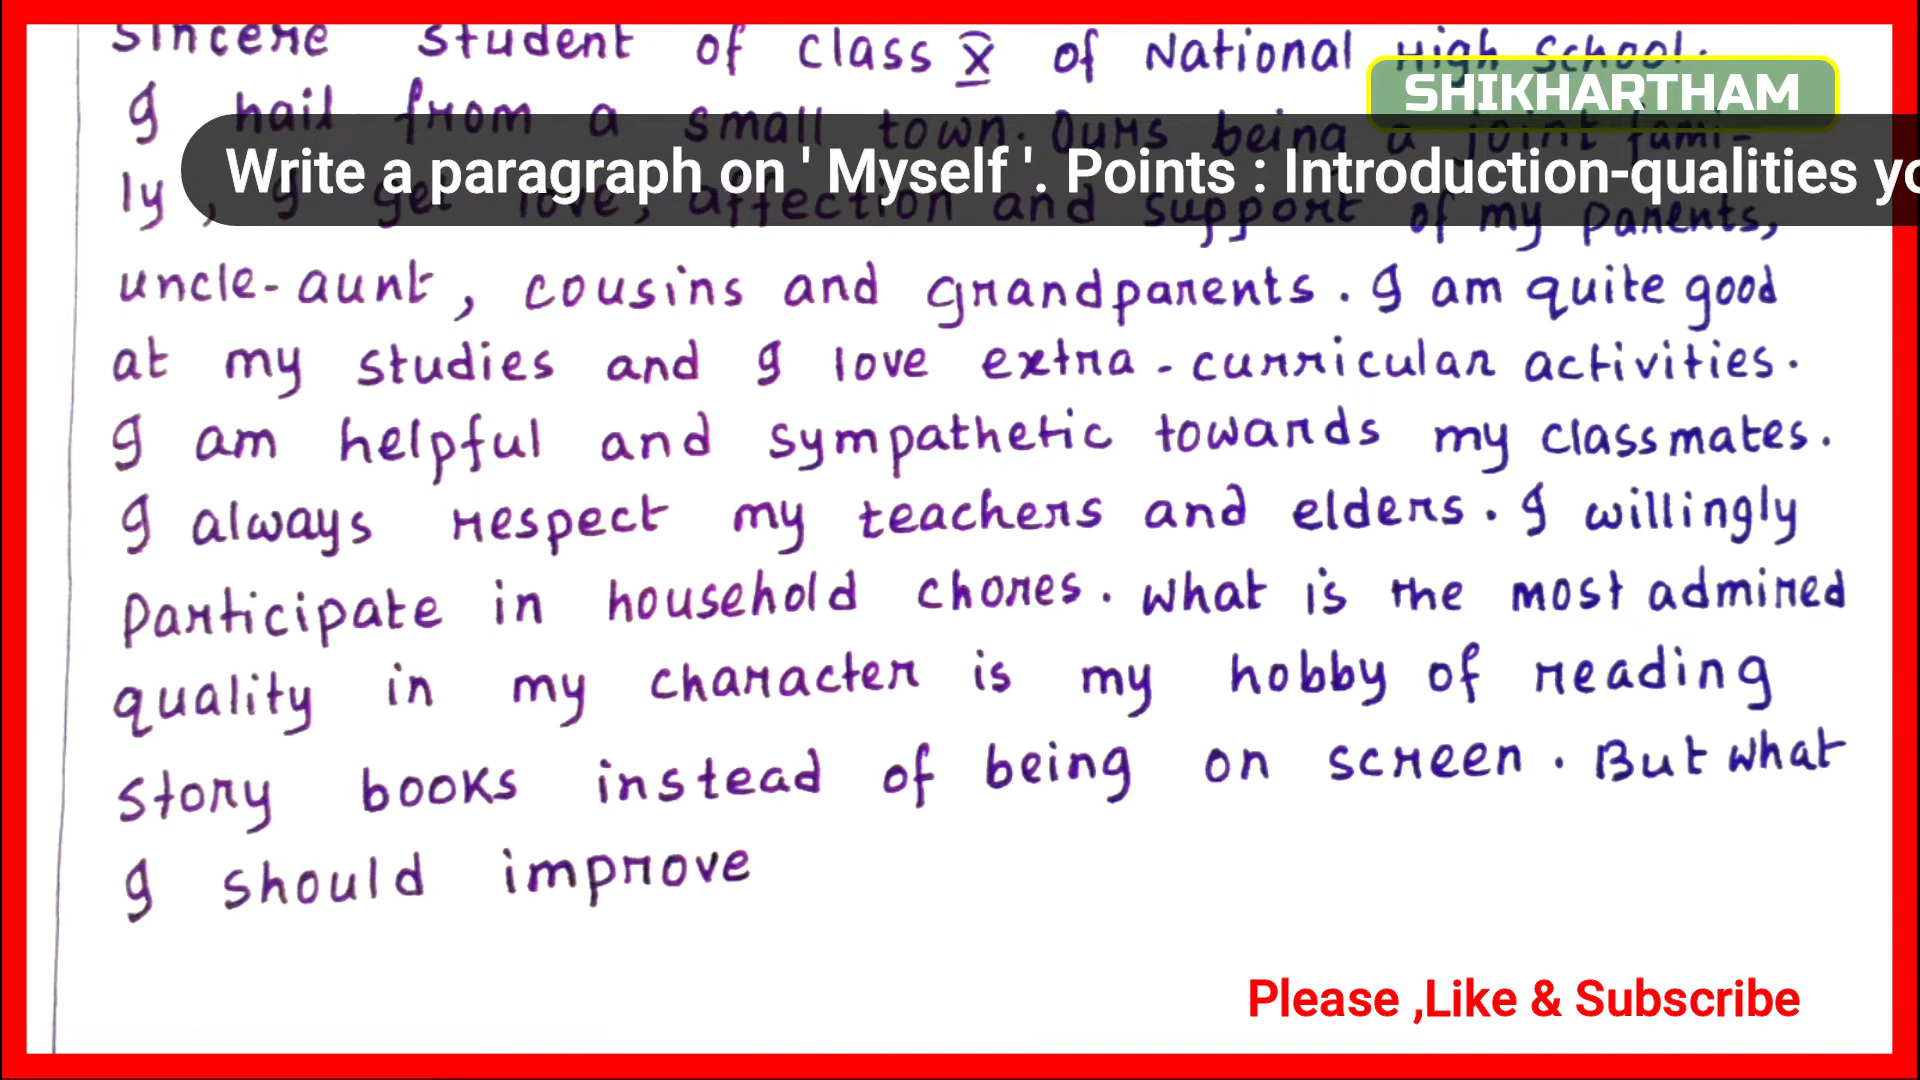 sincere student of class X of National High School.
SHIKHARTHAM
I hail from a small town. Ours being a joint fami-
Write a paragraph on ' Myself '. Points : Introduction-qualities yo
ly, I get love, affection and support of my parents,
uncle-aunt, cousins and grandparents. I am quite good
at my studies and I love extra-curricular activities.
I am helpful and sympathetic towards my classmates.
I always respect my teachers and elders. I willingly
participate in household chores. What is the most admired
quality in my character is my hobby of reading
story books instead of being on screen. But what
I should improve
Please ,Like & Subscribe